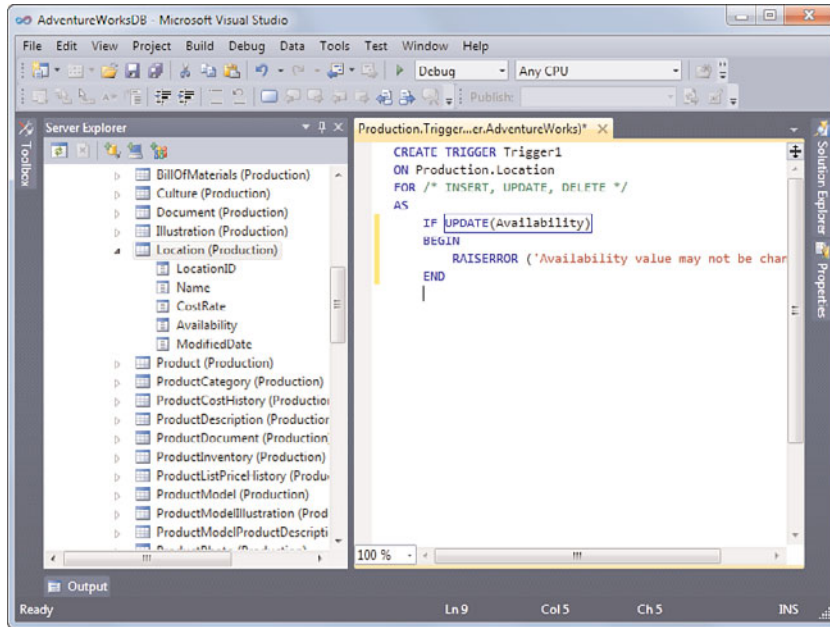 AdventureWorksDB - Microsoft Visual Studio
File Edit View Project Build Debug Data Tools Test Window Help
Debug Any CPU
Publish:
Toolbox
Server Explorer
BillOfMaterials (Production)
Culture (Production)
Document (Production)
Illustration (Production)
Location (Production)
LocationID
Name
CostRate
Availability
ModifiedDate
Product (Production)
ProductCategory (Production)
ProductCostHistory (Production
ProductDescription (Production
ProductDocument (Production
ProductInventory (Production)
ProductListPriceHistory (Produ
ProductModel (Production)
ProductModelIllustration (Prod
ProductModelProductDescripti
Production.Trigger...er.AdventureWorks)*
CREATE TRIGGER Trigger1
ON Production.Location
FOR /* INSERT, UPDATE, DELETE */
AS
IF UPDATE(Availability)
BEGIN
RAISERROR ('Availability value may not be chan
END
100 %
Solution Explorer
Properties
Output
Ready Ln 9 Col 5 Ch 5 INS